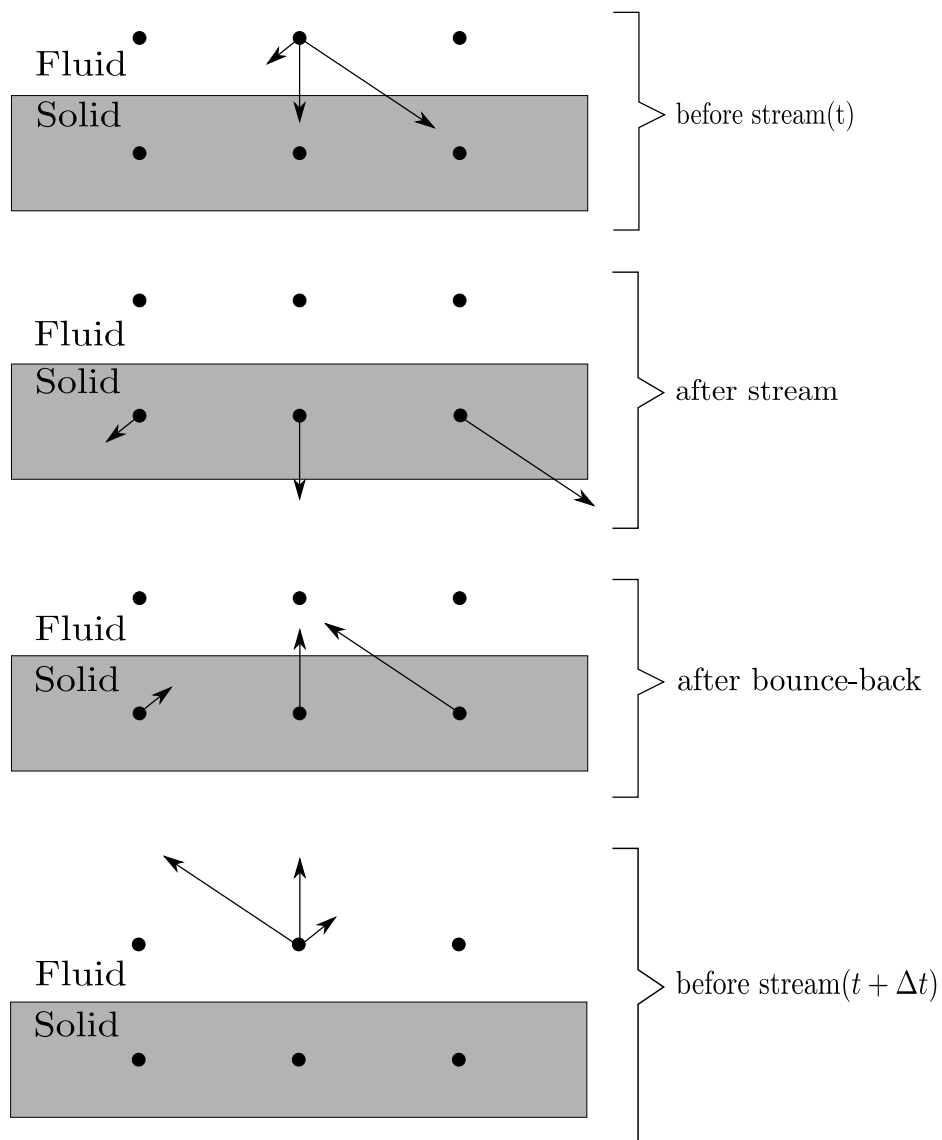 Fluid
Solid
before stream(t)
Fluid
Solid
after stream
Fluid
Solid
after bounce-back
Fluid
Solid
before stream(t + Δt)